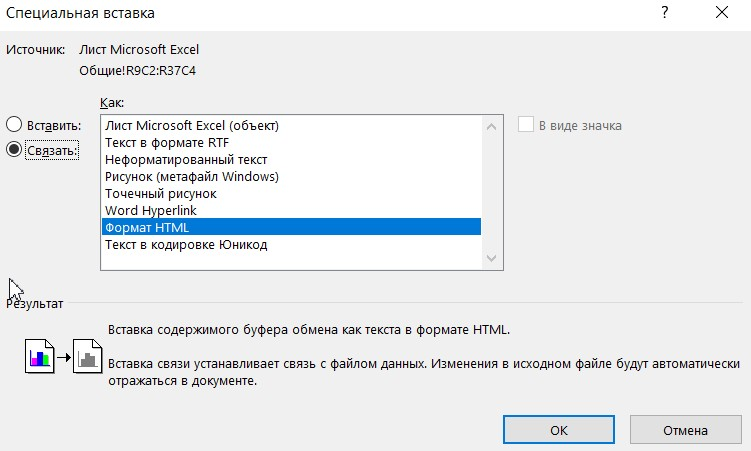 Специальная вставка
?
Источник: Лист Microsoft Excel
Общие!R9C2:R37C4
Как:
Вставить:
Связать:
Лист Microsoft Excel (объект)
Текст в формате RTF
Неформатированный текст
Рисунок (метафайл Windows)
Точечный рисунок
Word Hyperlink
Формат HTML
Текст в кодировке Юникод
В виде значка
Результат
Вставка содержимого буфера обмена как текста в формате HTML.
Вставка связи устанавливает связь с файлом данных. Изменения в исходном файле будут автоматически
отражаться в документе.
OK Отмена